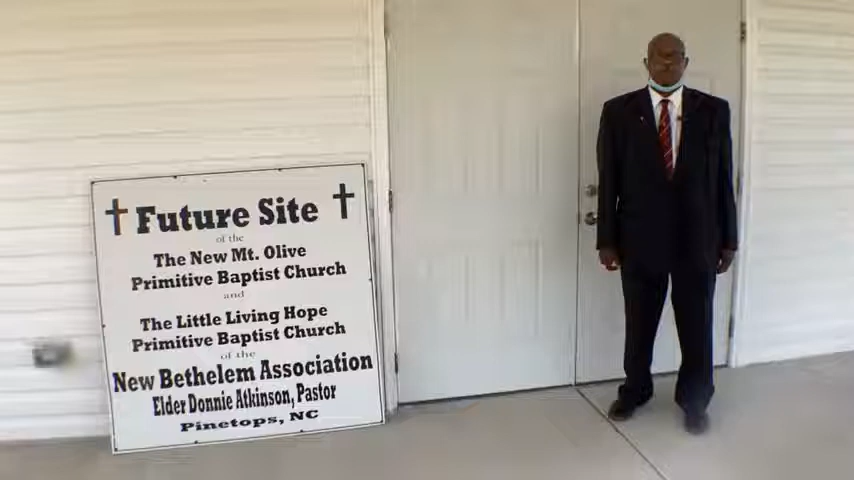 Future Site
of the
The New Mt. Olive
Primitive Baptist Church
and
The Little Living Hope
Primitive Baptist Church
of the
New Bethelem Association
Elder Donnie Atkinson, Pastor
Pinetops, NC